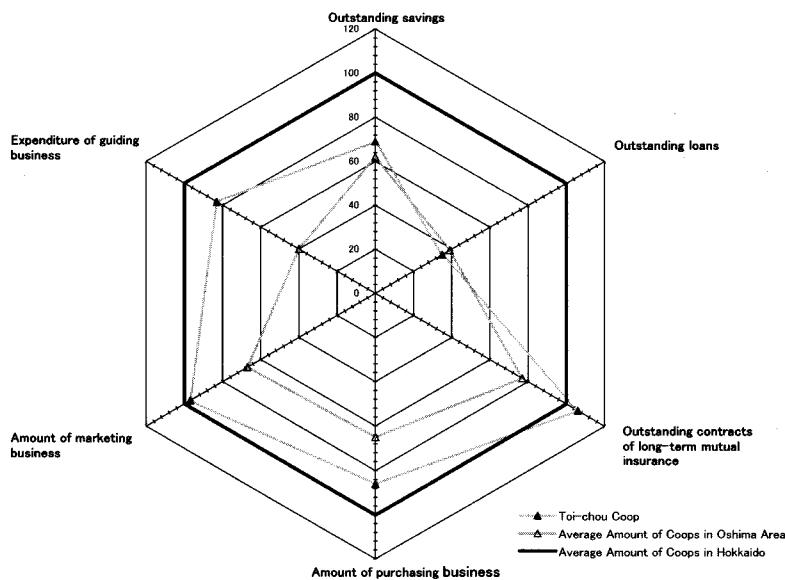 Outstanding savings
120
100
80
60
40
20
0
Expenditure of guiding
business
Outstanding loans
Amount of marketing
business
Outstanding contracts
of long-term mutual
insurance
Amount of purchasing business
Toi-chou Coop
Average Amount of Coops in Oshima Area
Average Amount of Coops in Hokkaido